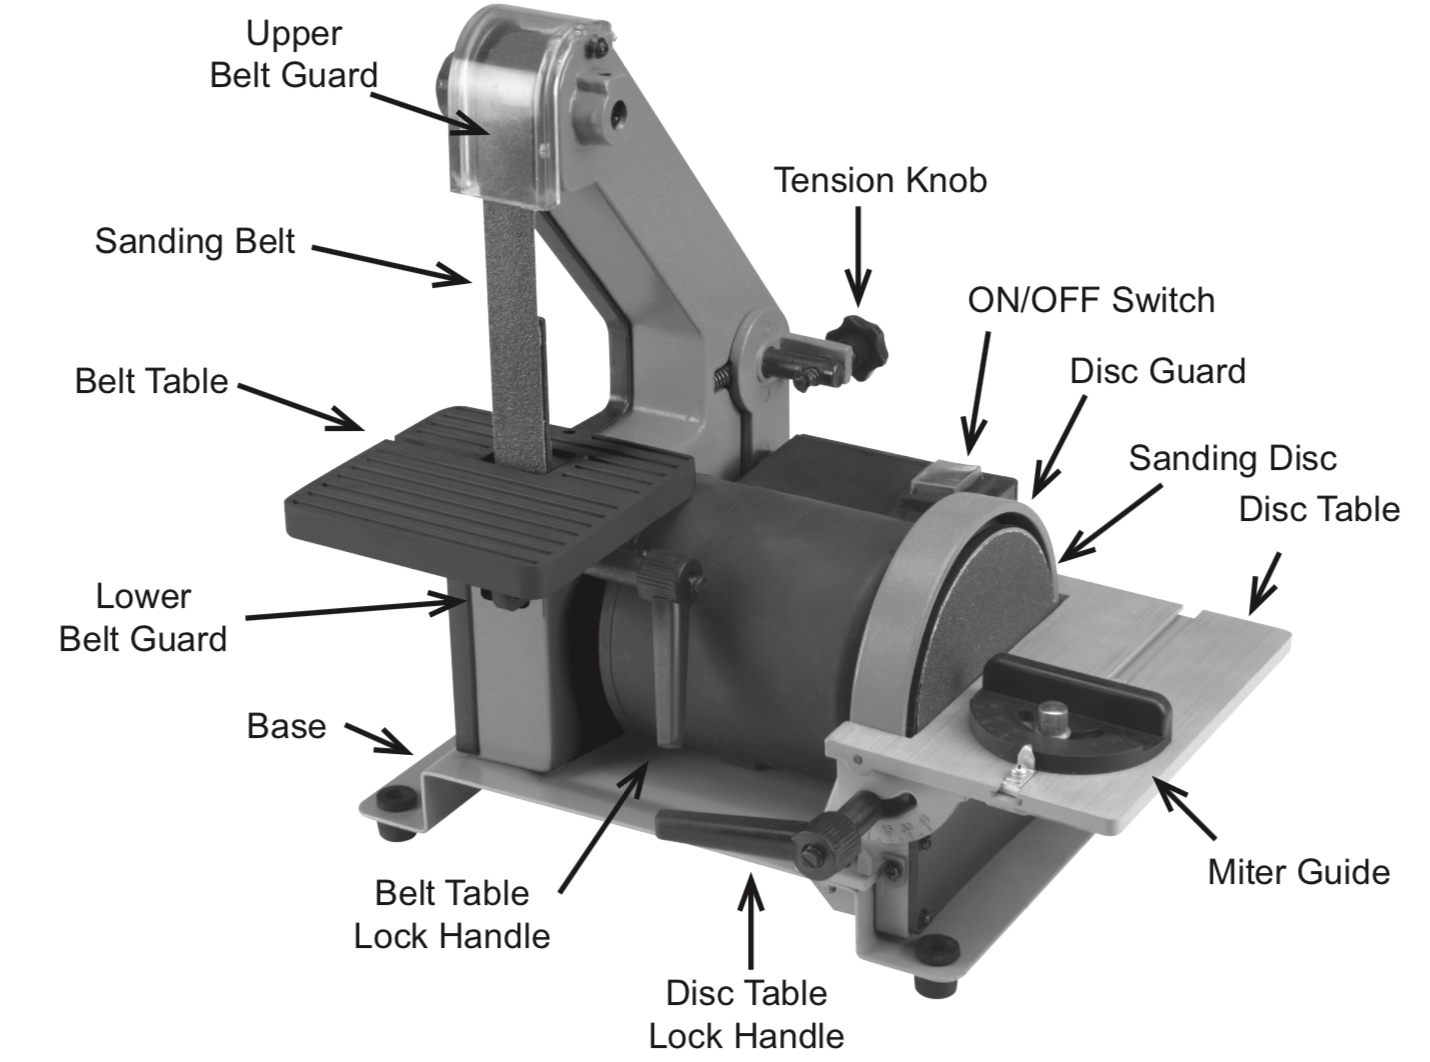 Upper
Belt Guard
Tension Knob
Sanding Belt
ON/OFF Switch
Belt Table
Disc Guard
Sanding Disc
Disc Table
Lower
Belt Guard
Base
Miter Guide
Belt Table
Lock Handle
Disc Table
Lock Handle